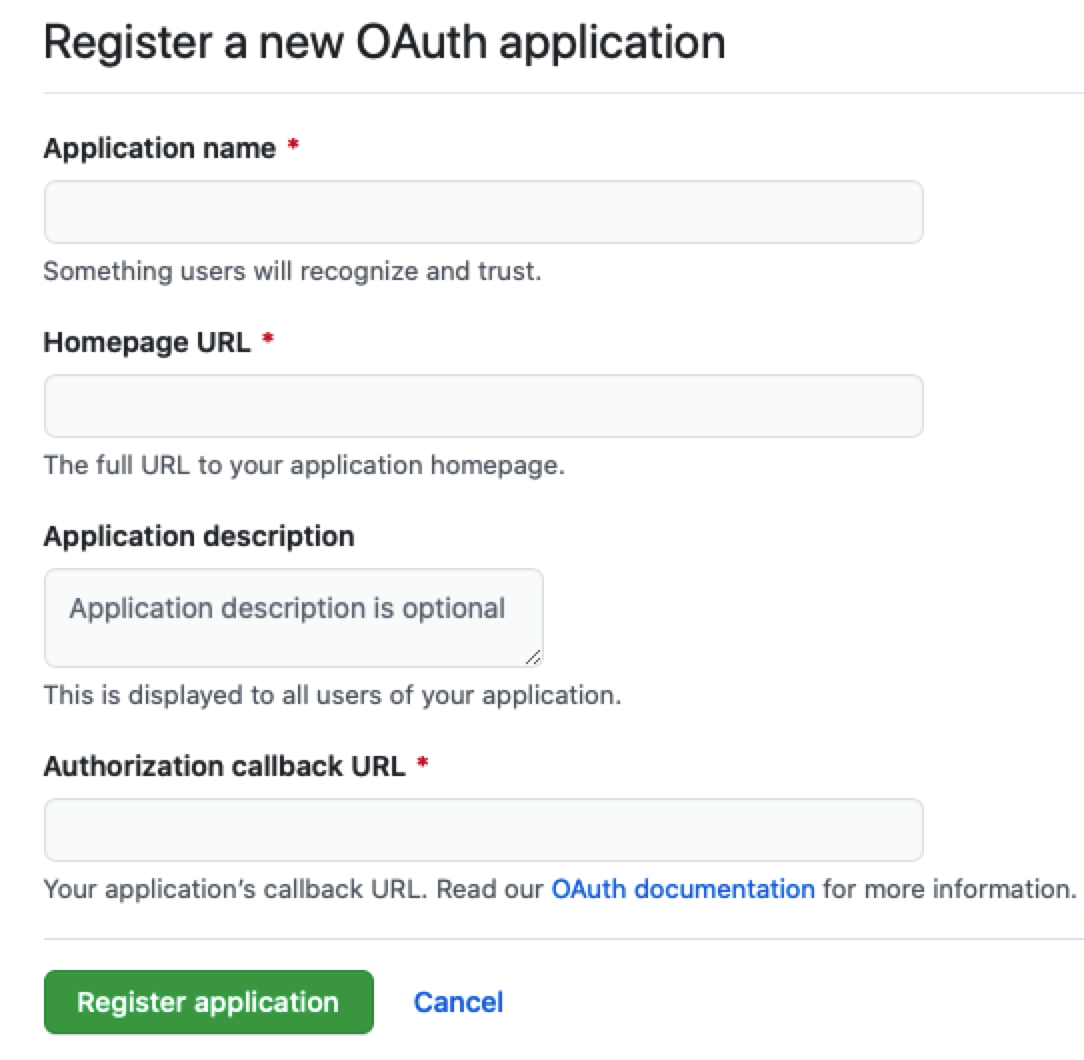 Register a new OAuth application
Application name *
Something users will recognize and trust.
Homepage URL *
The full URL to your application homepage.
Application description
Application description is optional
This is displayed to all users of your application.
Authorization callback URL *
Your application’s callback URL. Read our OAuth documentation for more information.
Register application Cancel